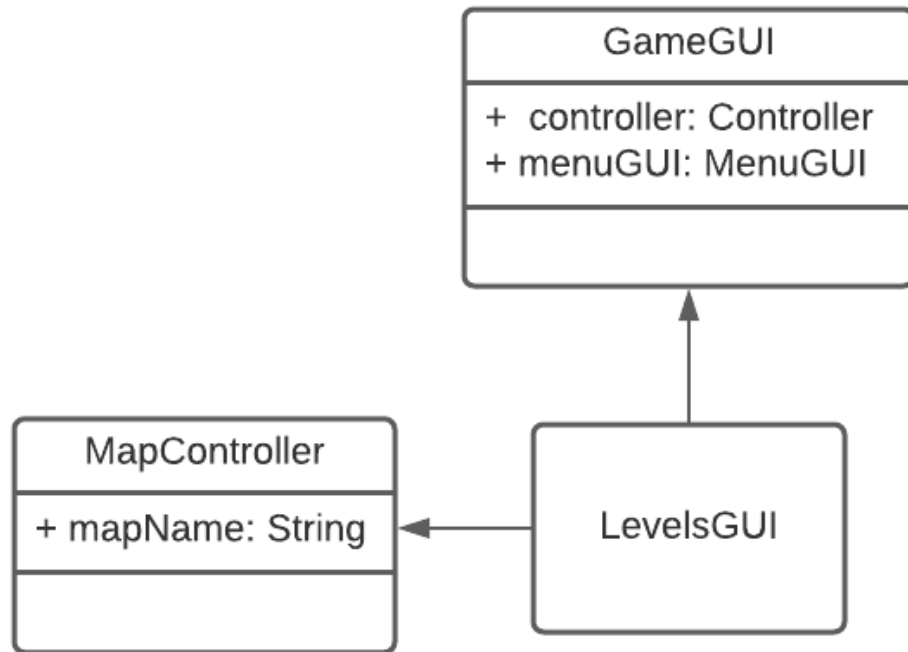 GameGUI
+ controller: Controller
+ menuGUI: MenuGUI
MapController
+ mapName: String
LevelsGUI